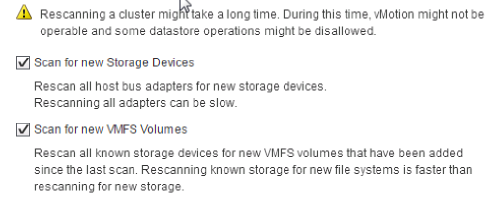 Rescanning a cluster might take a long time. During this time, vMotion might not be
operable and some datastore operations might be disallowed.
Scan for new Storage Devices
Rescan all host bus adapters for new storage devices.
Rescanning all adapters can be slow.
Scan for new VMFS Volumes
Rescan all known storage devices for new VMFS volumes that have been added
since the last scan. Rescanning known storage for new file systems is faster than
rescanning for new storage.